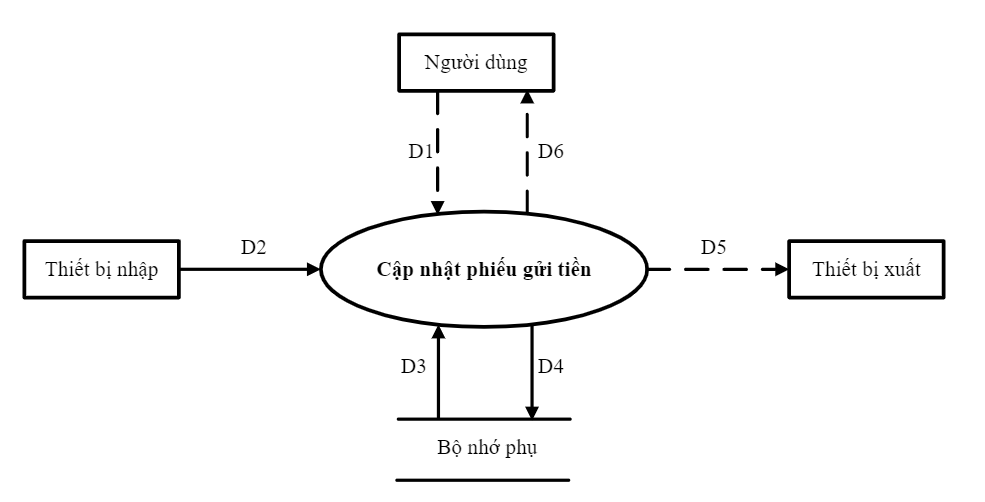 Người dùng
D1
D6
D2
D5
Thiết bị nhập
Cập nhật phiếu gửi tiền
Thiết bị xuất
D3
D4
Bộ nhớ phụ